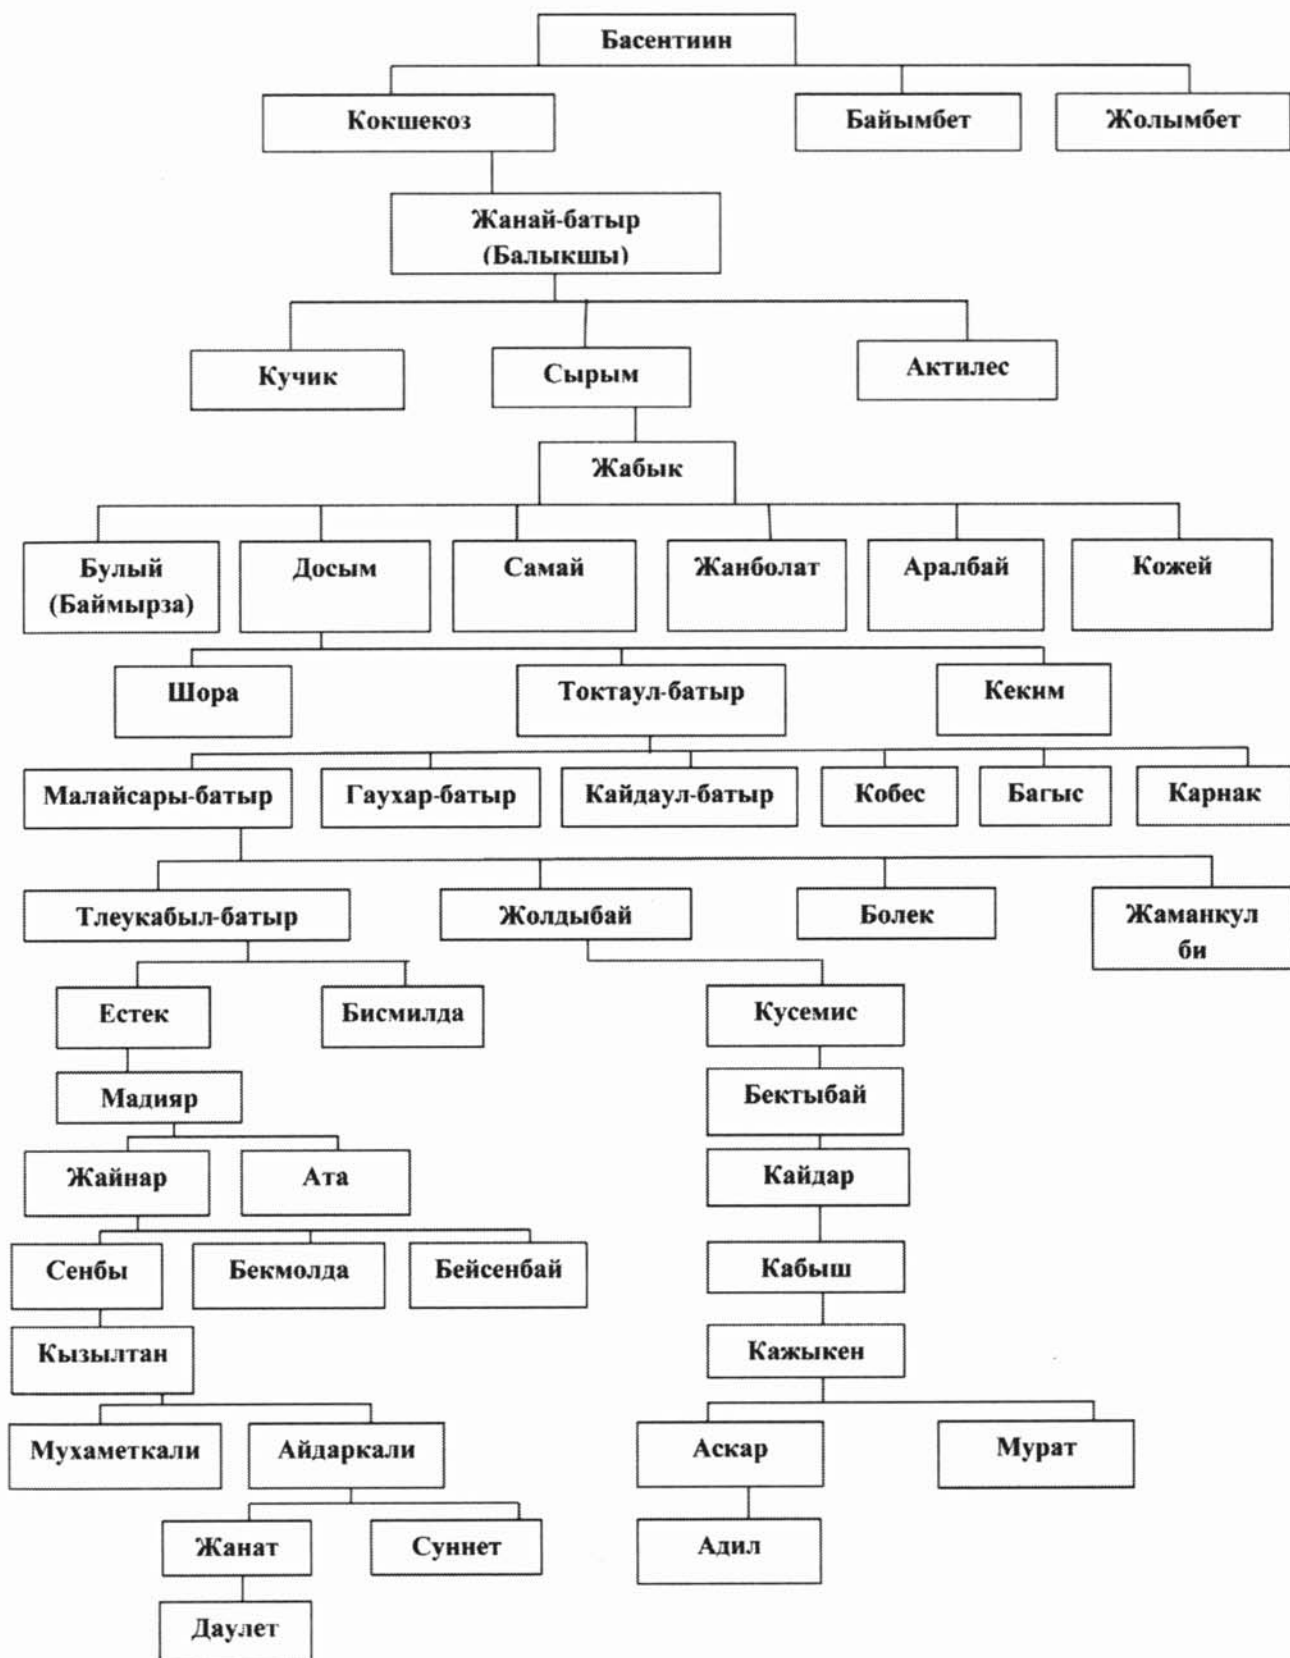 Басентиин
Кокшекоз
Байымбет
Жолымбет
Жанай-батыр
(Балыкшы)
Кучик
Сырым
Актилес
Жабык
Булый
(Баймырза)
Досым
Самай
Жанболат
Аралбай
Кожей
Шора
Токтаул-батыр
Кеким
Малайсары-батыр
Гаухар-батыр
Кайдаул-батыр
Кобес
Багыс
Карнак
Тлеукабыл-батыр
Жолдыбай
Болек
Жаманкул
би
Естек
Бисмилда
Кусемис
Мадияр
Бектыбай
Жайнар
Ата
Кайдар
Сенбы
Бекмолда
Бейсенбай
Кабыш
Кызылтан
Кажыкен
Мухаметкали
Айдаркали
Аскар
Мурат
Жанат
Суннет
Адил
Даулет